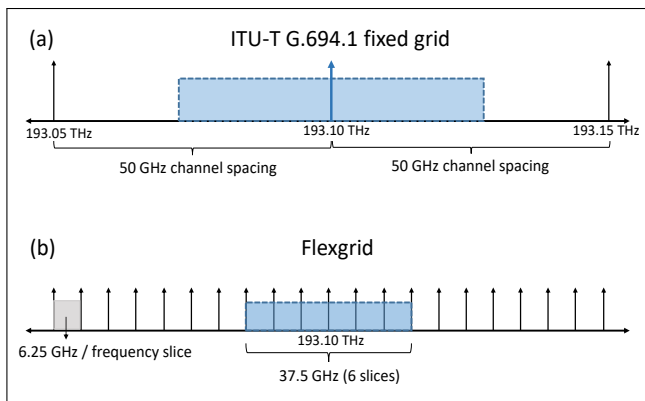 (a) ITU-T G.694.1 fixed grid
193.05 THz 193.10 THz 193.15 THz
50 GHz channel spacing 50 GHz channel spacing
(b) Flexgrid
193.10 THz
6.25 GHz / frequency slice
37.5 GHz (6 slices)